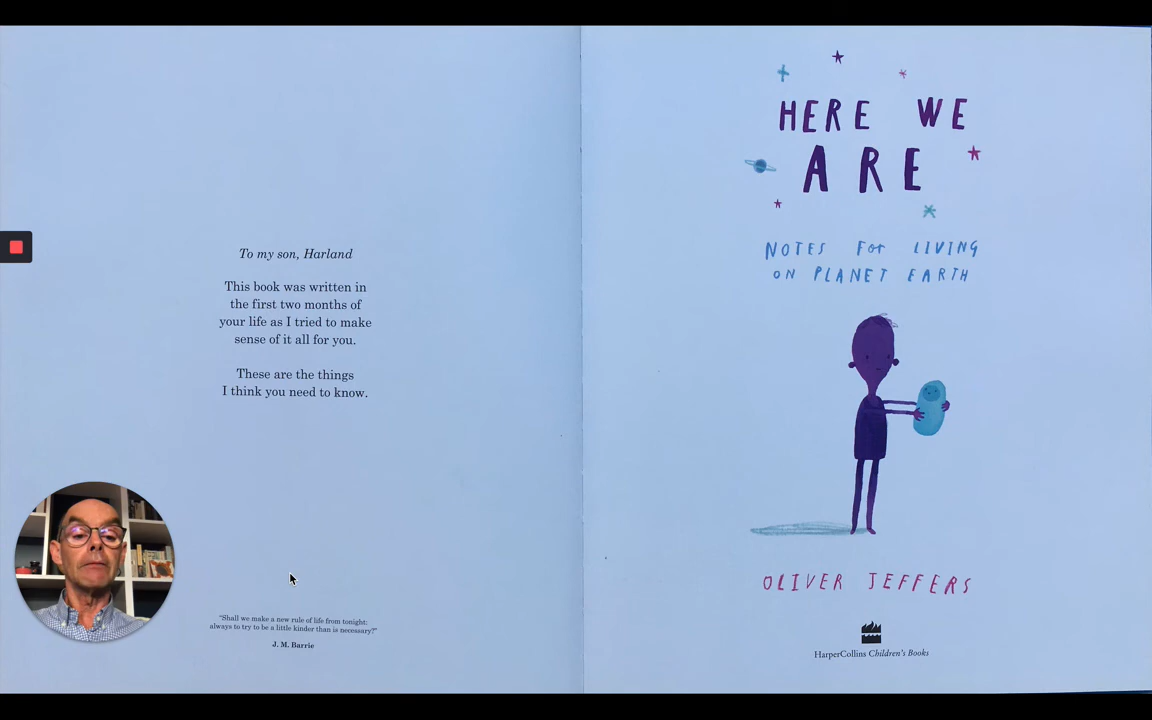 To my son, Harland
This book was written in
the first two months of
your life as I tried to make
sense of it all for you.
These are the things
I think you need to know.
“Shall we make a new rule of life from tonight:
always to try to be a little kinder than is necessary?”
J. M. Barrie
HERE WE
ARE
NOTES FOR LIVING
ON PLANET EARTH
OLIVER JEFFERS
HarperCollins Children's Books